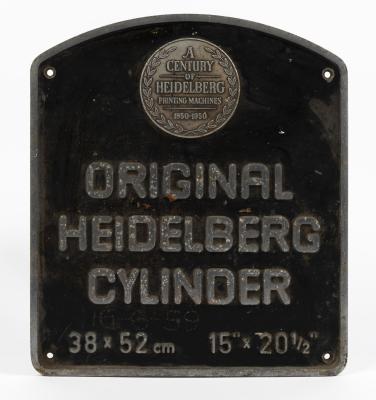 A
CENTURY
OF
HEIDELBERG
PRINTING MACHINES
1850-1950
ORIGINAL
HEIDELBERG
CYLINDER
38 x 52 cm 15" x 20 1/2"